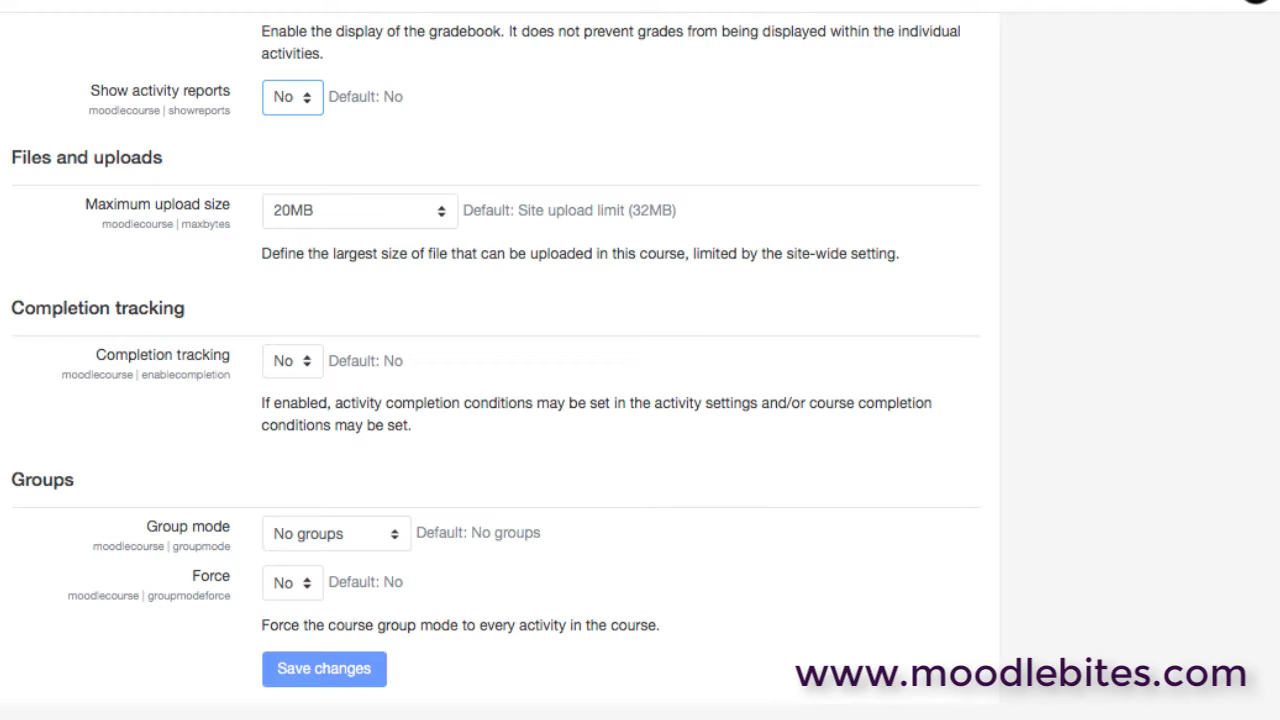 Enable the display of the gradebook. It does not prevent grades from being displayed within the individual
activities.
Show activity reports
moodlecourse | showreports
No
Default: No
Files and uploads
Maximum upload size
moodlecourse | maxbytes
20MB
Default: Site upload limit (32MB)
Define the largest size of file that can be uploaded in this course, limited by the site-wide setting.
Completion tracking
Completion tracking
moodlecourse | enablecompletion
No
Default: No
If enabled, activity completion conditions may be set in the activity settings and/or course completion
conditions may be set.
Groups
Group mode
moodlecourse | groupmode
No groups
Default: No groups
Force
moodlecourse | groupmodeforce
No
Default: No
Force the course group mode to every activity in the course.
Save changes
www.moodlebites.com